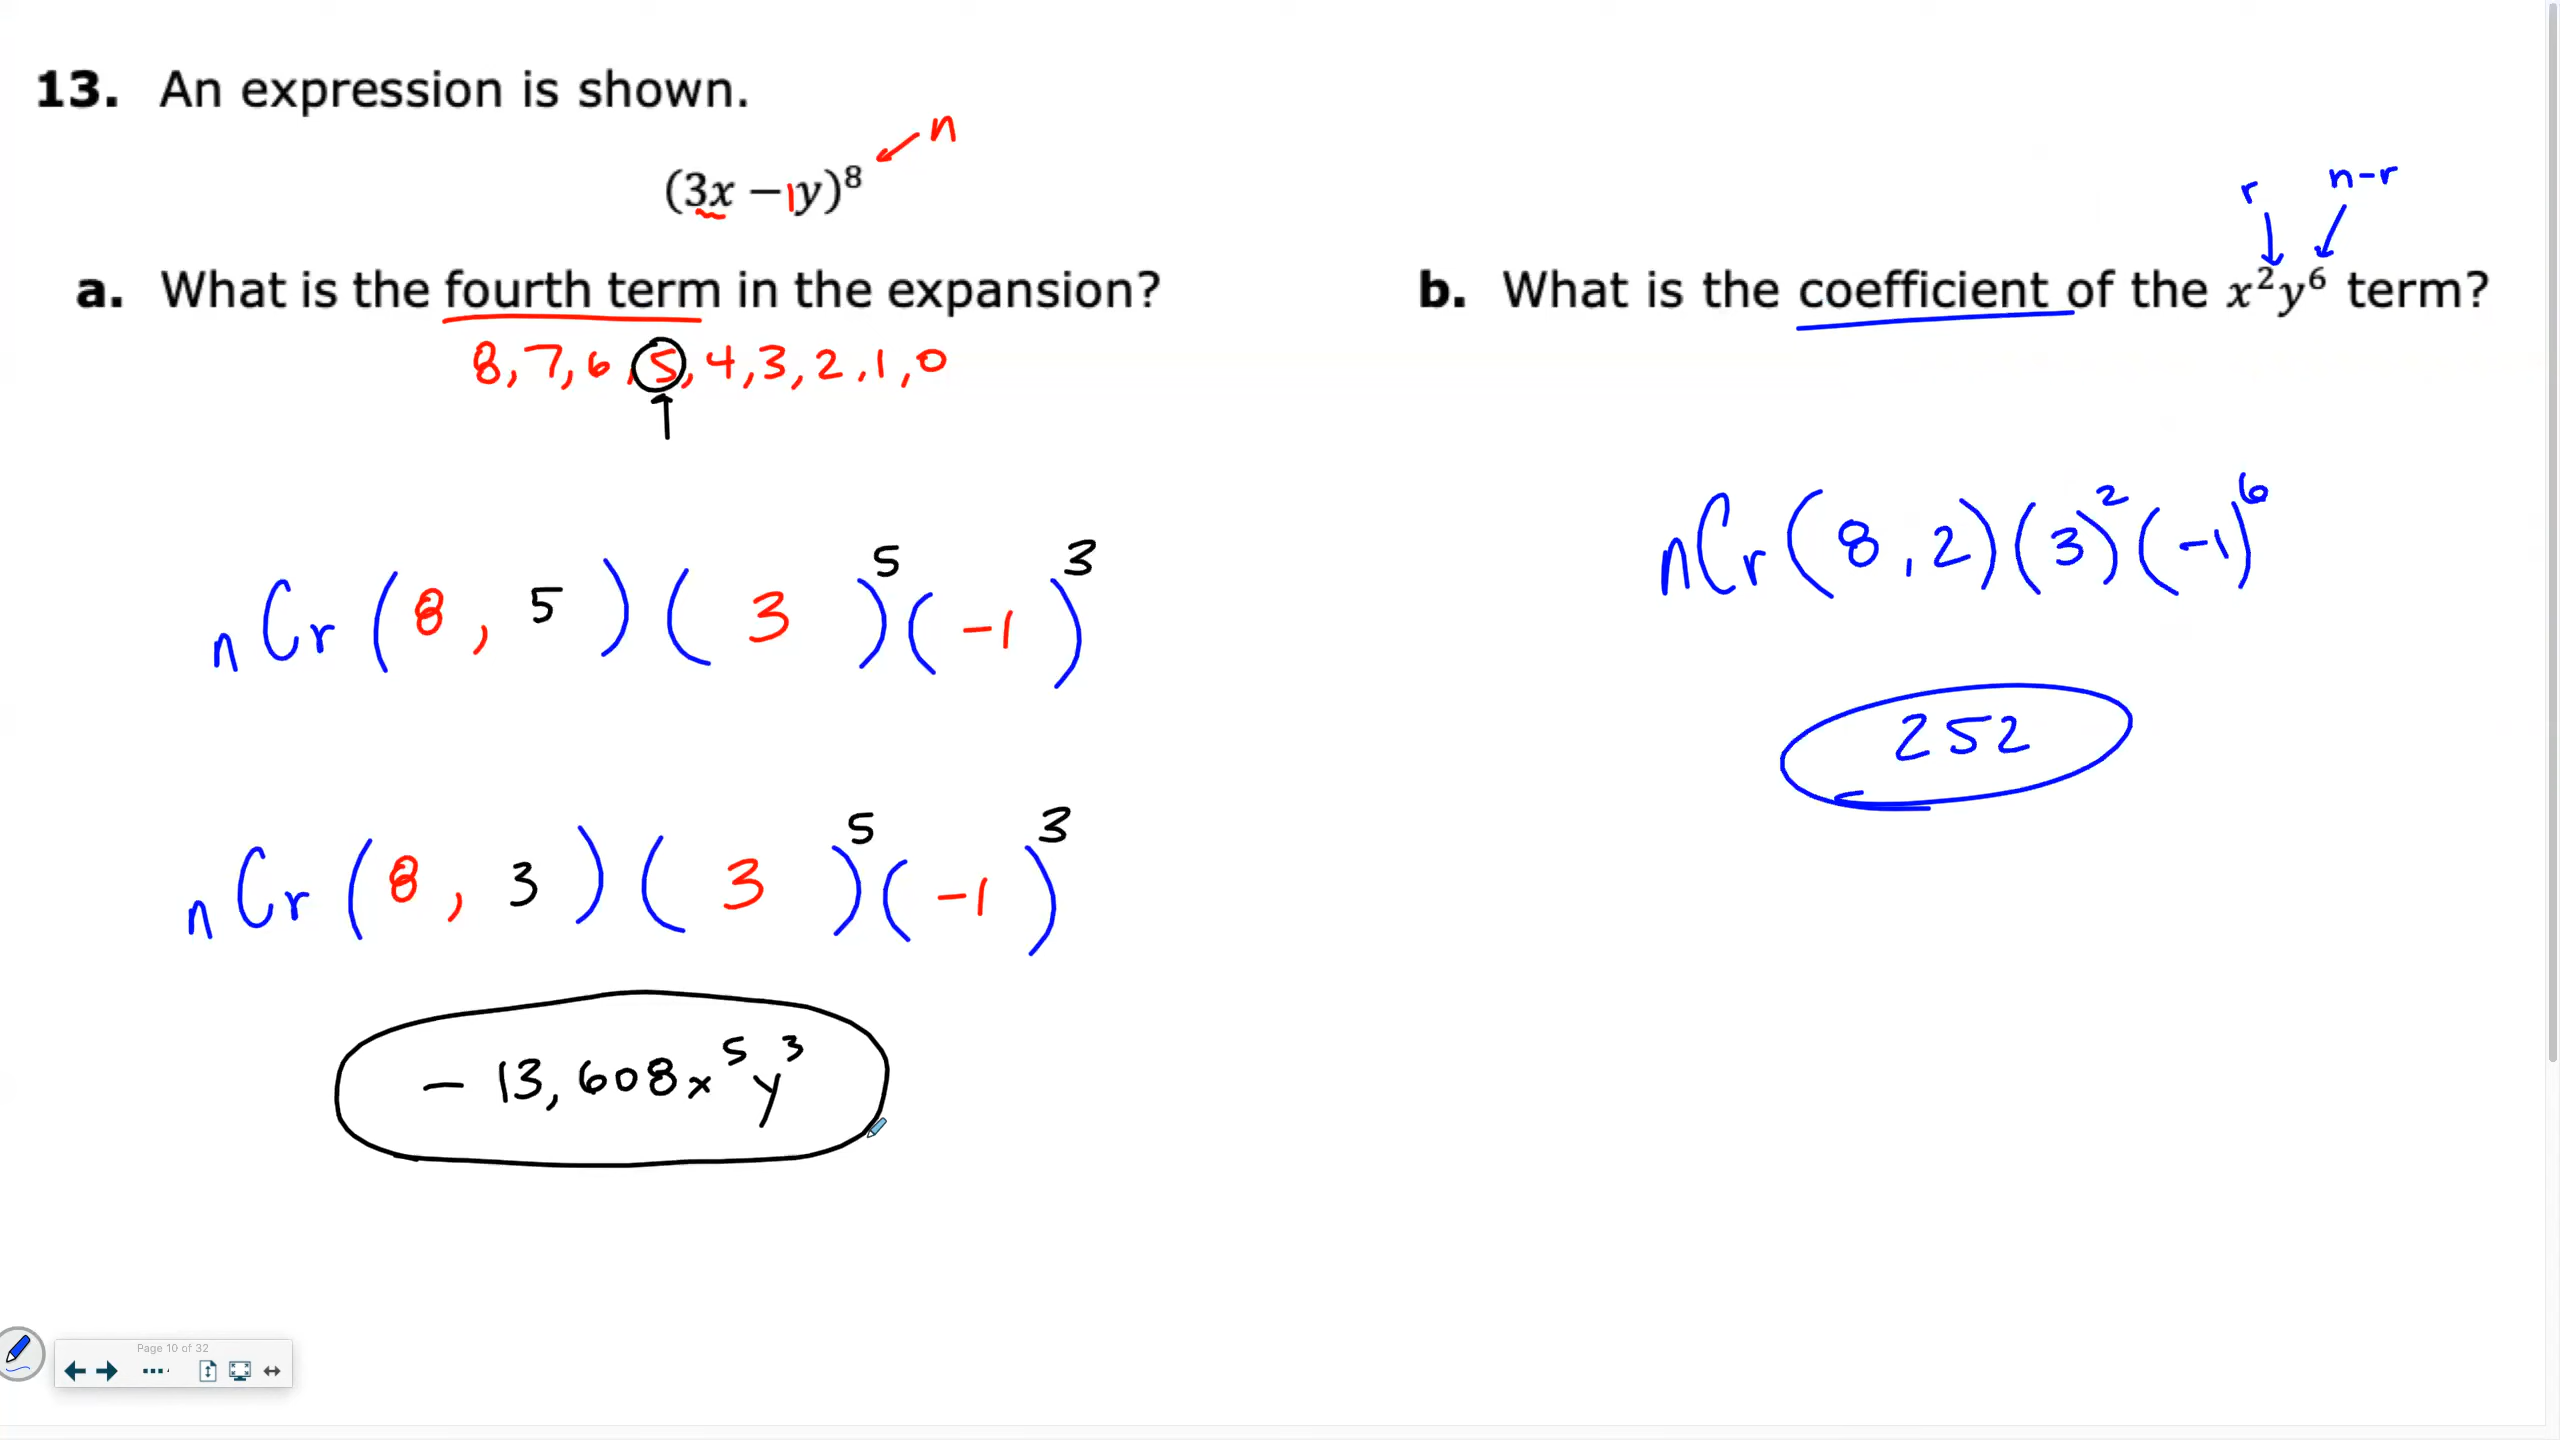 13. An expression is shown.
n
(3x − 1y)⁸
a. What is the fourth term in the expansion?
8, 7, 6, 5, 4, 3, 2, 1, 0
nCr(8, 5)(3)⁵(-1)³
nCr(8, 3)(3)⁵(-1)³
- 13,608x⁵y³
r n-r
b. What is the coefficient of the x²y⁶ term?
nCr(8, 2)(3)²(-1)⁶
252
Page 10 of 32